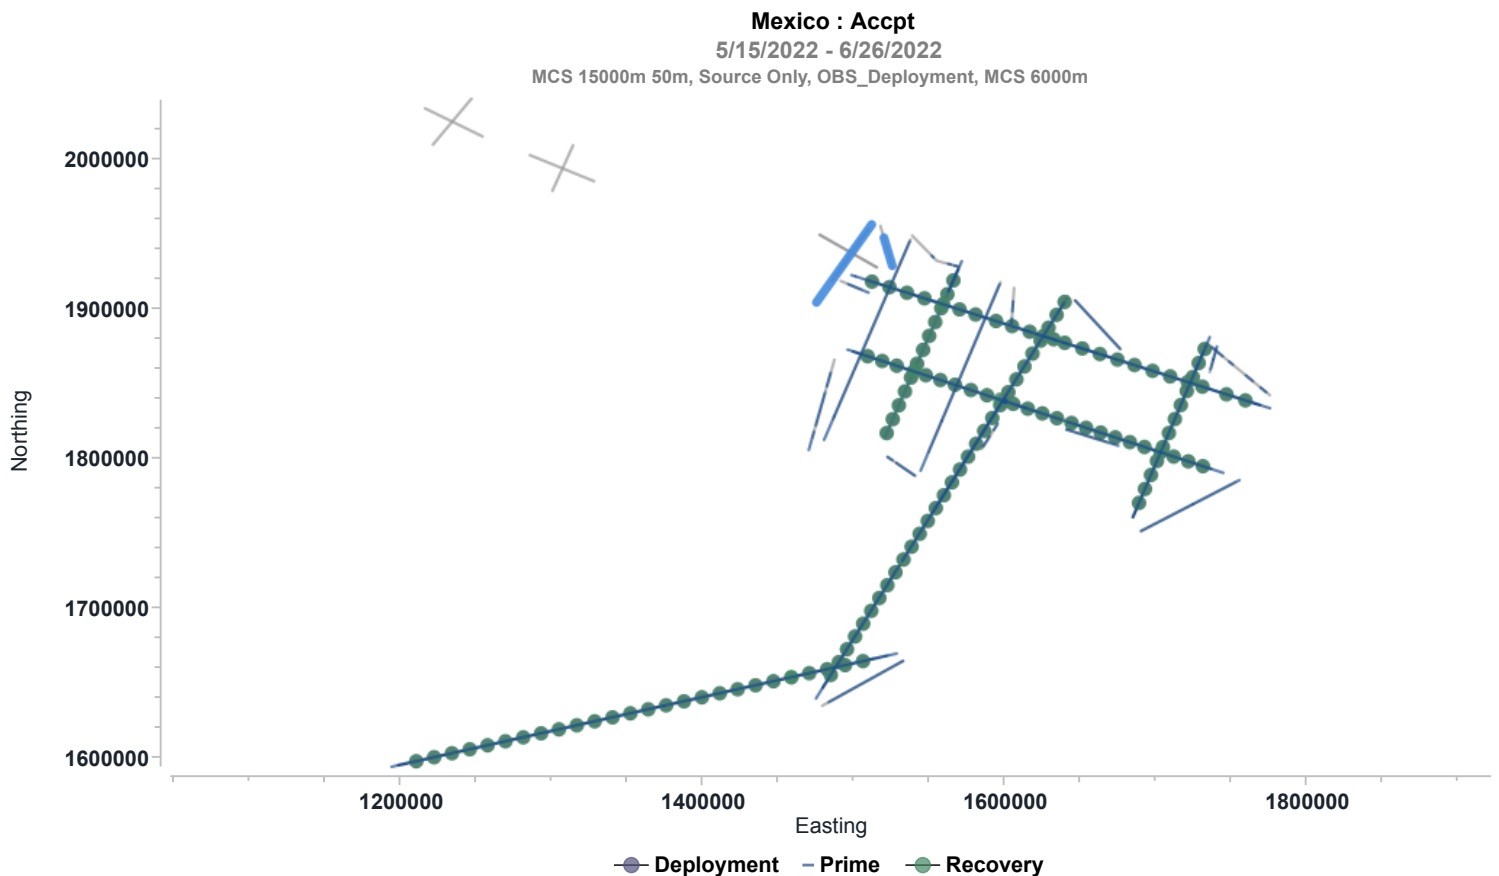 Mexico : Accpt
5/15/2022 - 6/26/2022
MCS 15000m 50m, Source Only, OBS_Deployment, MCS 6000m
2000000
1900000
1800000
1700000
1600000
Northing
1200000 1400000 1600000 1800000
Easting
Deployment Prime Recovery